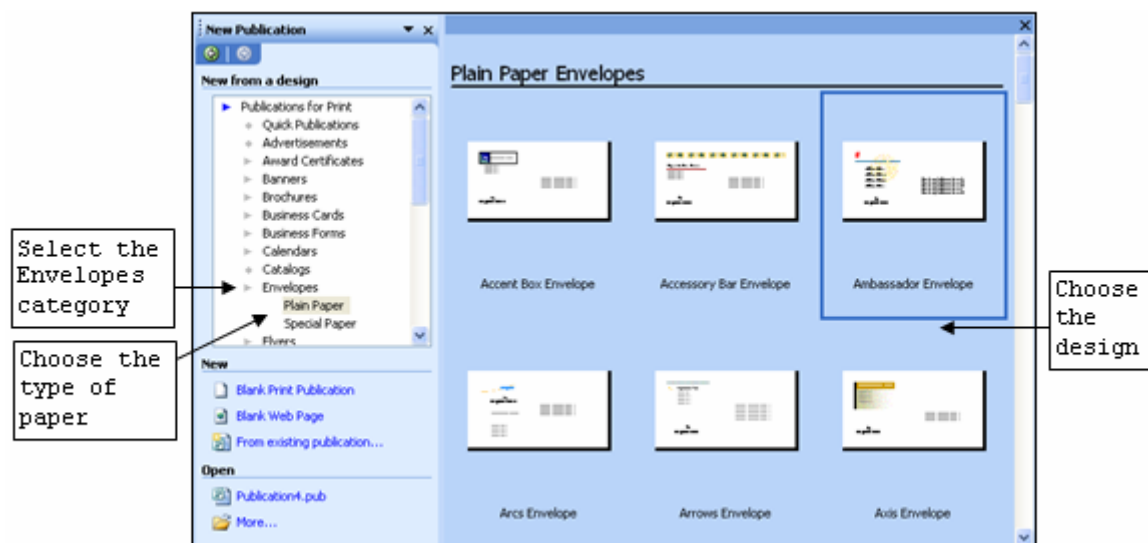 New Publication
New from a design
Publications for Print
Quick Publications
Advertisements
Award Certificates
Banners
Brochures
Business Cards
Business Forms
Calendars
Catalogs
Envelopes
Plain Paper
Special Paper
Flyers
New
Blank Print Publication
Blank Web Page
From existing publication...
Open
Publication4.pub
More...
Plain Paper Envelopes
Accent Box Envelope
Accessory Bar Envelope
Ambassador Envelope
Arcs Envelope
Arrows Envelope
Axis Envelope
Select the
Envelopes
category
Choose the
type of
paper
Choose
the
design